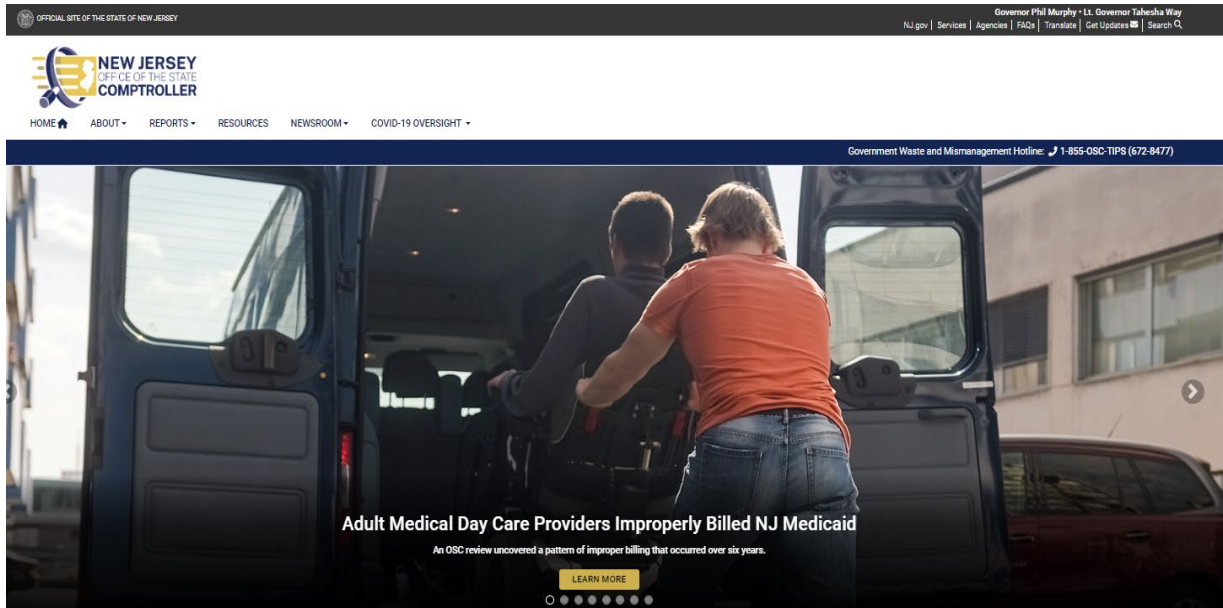 OFFICIAL SITE OF THE STATE OF NEW JERSEY
Governor Phil Murphy • Lt. Governor Tahesha Way
NJ.gov | Services | Agencies | FAQs | Translate | Get Updates | Search
NEW JERSEY
OFFICE OF THE STATE
COMPTROLLER
HOME ABOUT REPORTS RESOURCES NEWSROOM COVID-19 OVERSIGHT
Government Waste and Mismanagement Hotline: 1-855-OSC-TIPS (672-8477)
Adult Medical Day Care Providers Improperly Billed NJ Medicaid
An OSC review uncovered a pattern of improper billing that occurred over six years.
LEARN MORE